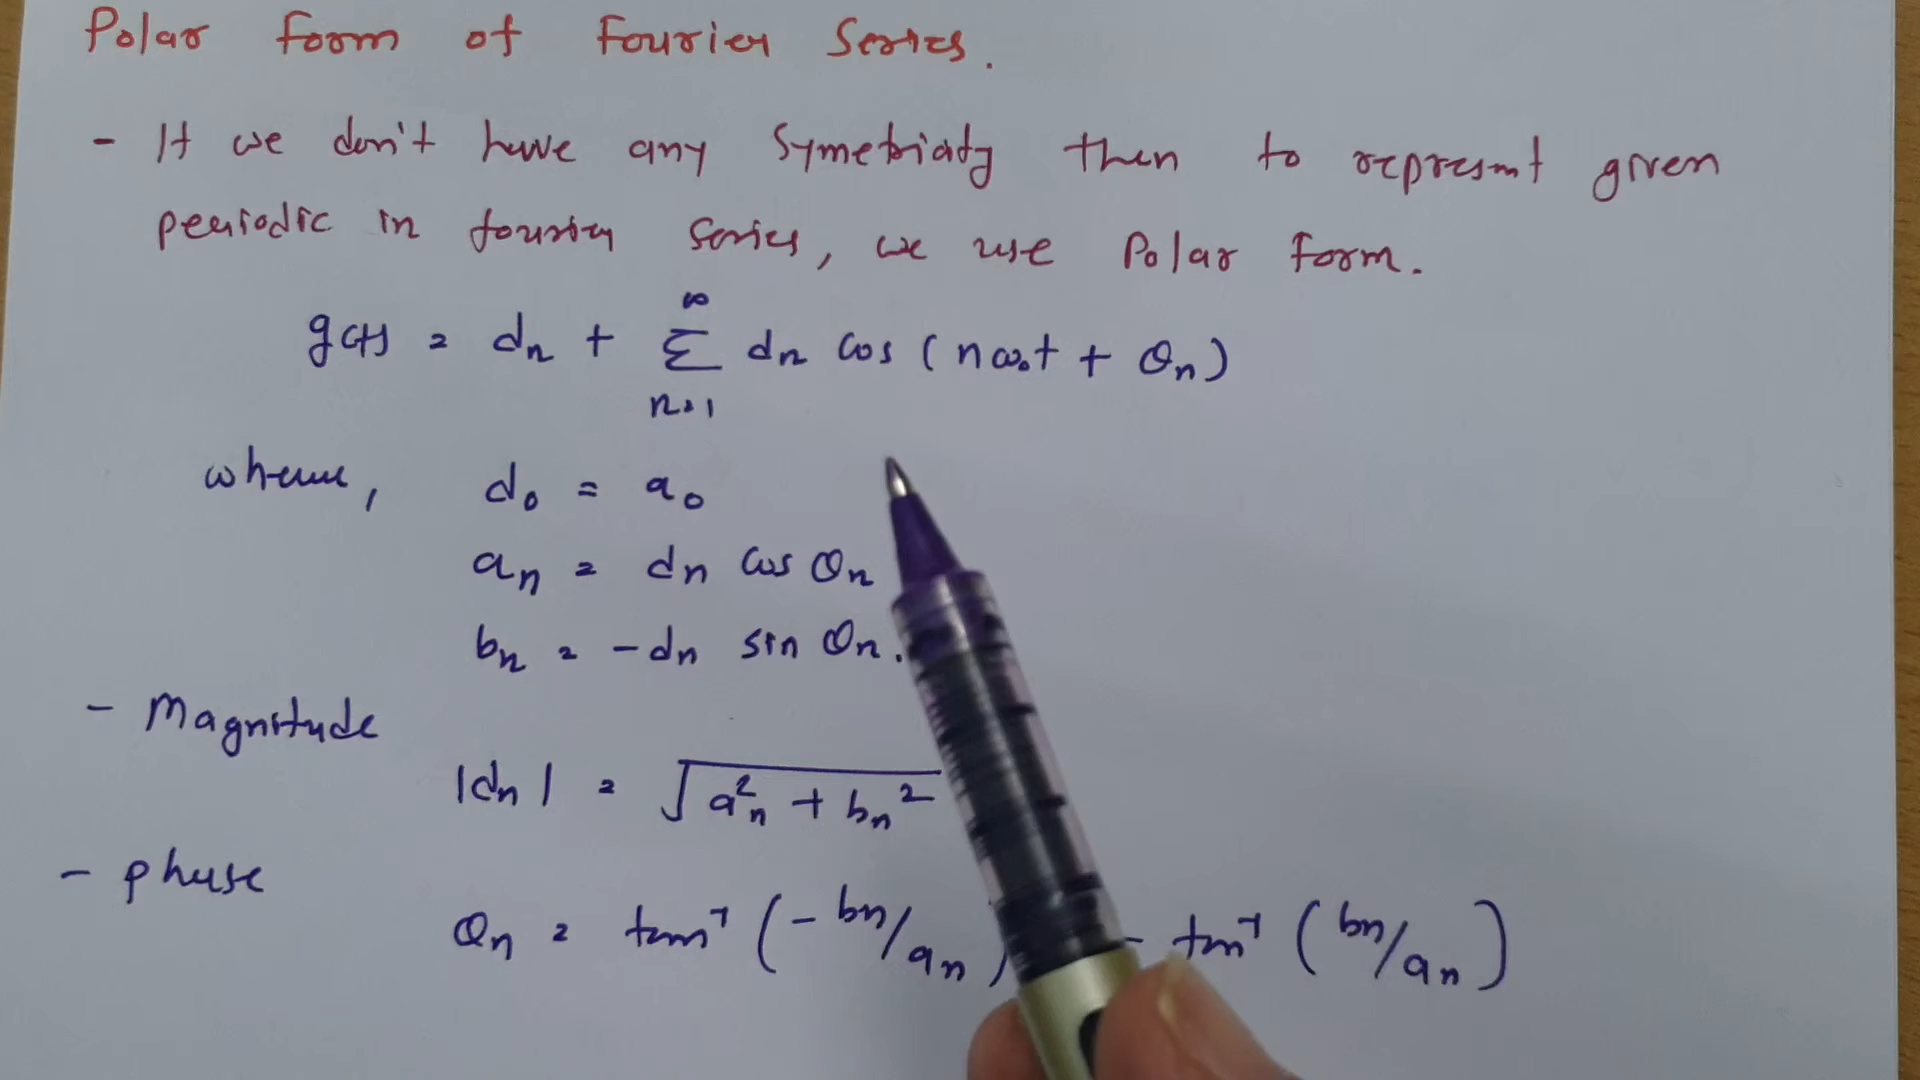 Polar Form of Fourier Series.
- If we don't have any Symetriaty then to represent given
periodic in fourier series, we use Polar Form.
g(t) = dn + ∞ Σ n=1 dn cos (nω₀t + θn)
where, d₀ = a₀
an = dn cos θn
bn = -dn sin θn.
- Magnitude
|dn| = √(an² + bn²)
- phase
θn = tan⁻¹ (- bn/an) - tan⁻¹ (bn/an)